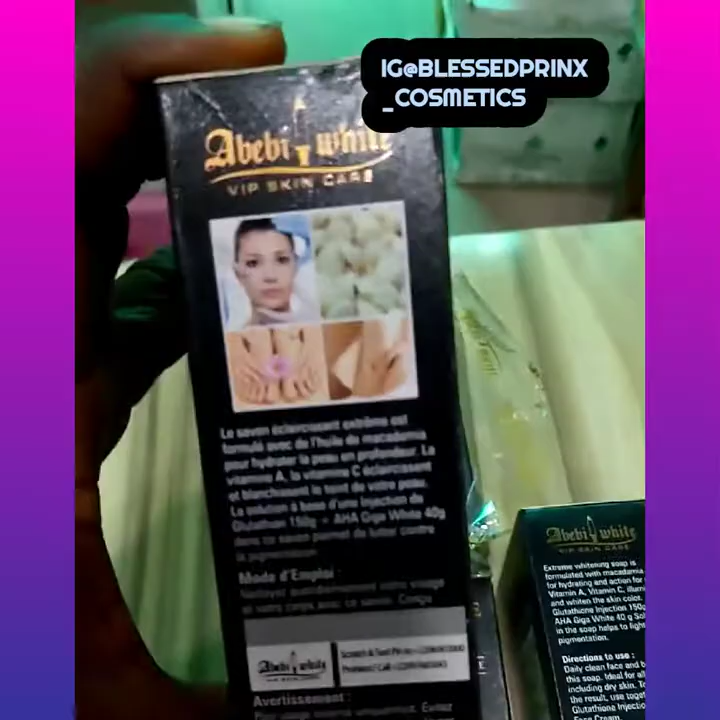 IG@BLESSEDPRINX
_COSMETICS
Abebi white
VIP SKIN CARE
Le savon éclaircissant extrême est
formulé avec de l'huile de macadamia
pour hydrater la peau en profondeur. La
vitamine A, la vitamine C éclaircissent
et blanchissent le teint de votre peau.
La solution à base d'une Injection de
Glutathion 150g + AHA Giga White 40g
dans ce savon permet de lutter contre
la pigmentation.
Mode d'Emploi :
votre visage
et votre corps avec ce savon.
Abebi white
Avertissement :
Abebi white
VIP SKIN CARE
Extreme whitening soap is
formulated with macadamia
for hydrating and action for
Vitamin A, Vitamin C,
and whiten the skin color.
Glutathione Injection 150g
AHA Giga White 40 g
in the soap helps to
pigmentation.
Directions to use :
Daily clean face and
this soap. Ideal for
including dry skin.
the result, use
Glutathione
Face Cream